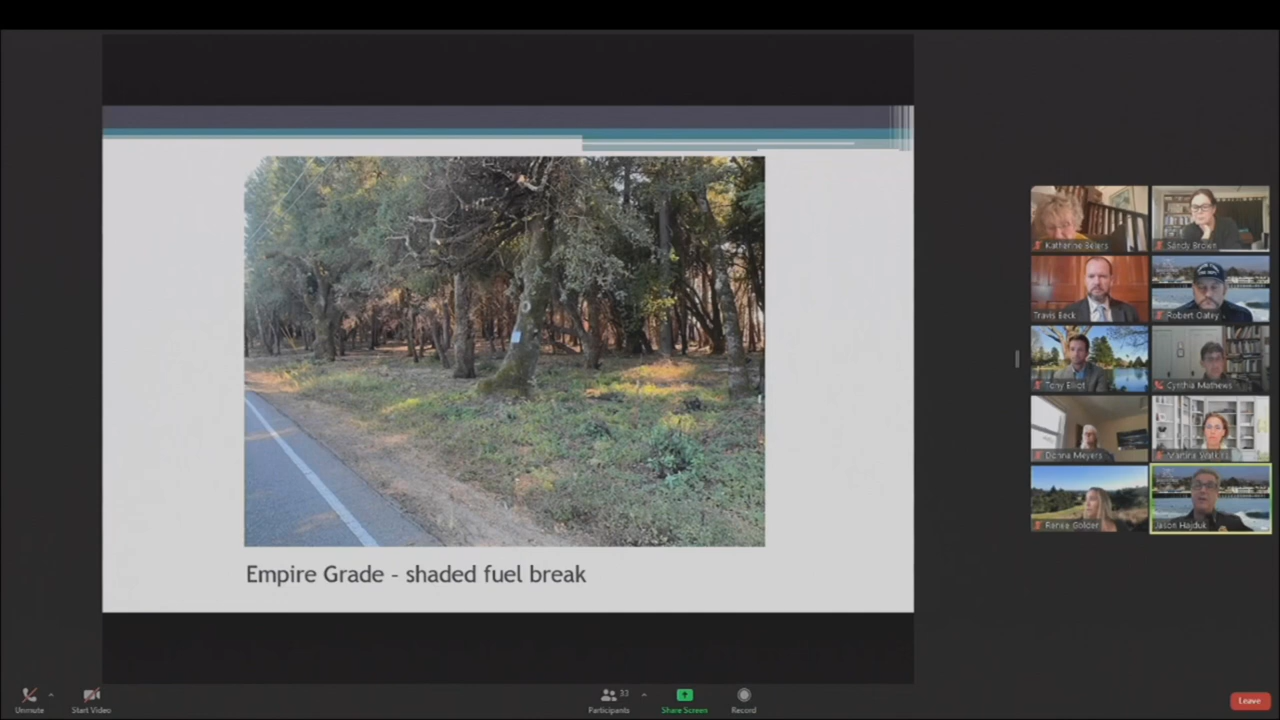 Empire Grade - shaded fuel break
Katherine Beiers
Sandy Brown
Travis Beck
Robert Oatey
Tony Elliot
Cynthia Mathews
Donna Meyers
Martine Watkins
Renee Golder
Jason Hajduk
Unmute
Start Video
33
Participants
Share Screen
Record
Leave